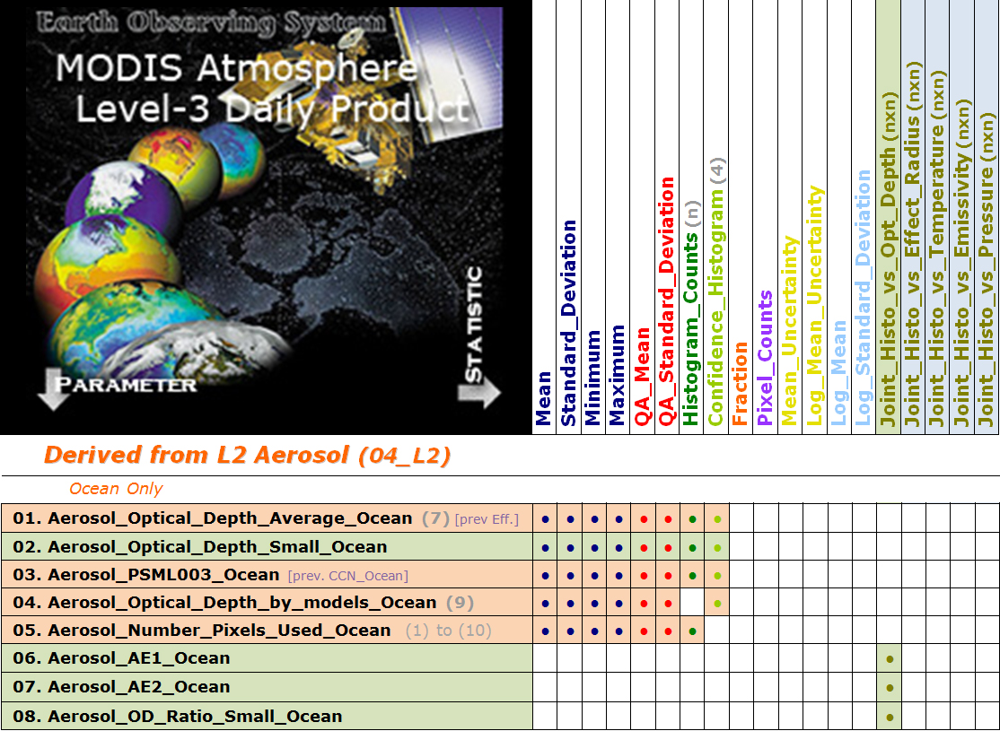 Earth Observing System
MODIS Atmosphere
Level-3 Daily Product
STATISTIC
PARAMETER
Mean
Standard_Deviation
Minimum
Maximum
QA_Mean
QA_Standard_Deviation
Histogram_Counts (n)
Confidence_Histogram (4)
Fraction
Pixel_Counts
Mean_Uncertainty
Log_Mean_Uncertainty
Log_Mean
Log_Standard_Deviation
Joint_Histo_vs_Opt_Depth (nxn)
Joint_Histo_vs_Effect_Radius (nxn)
Joint_Histo_vs_Temperature (nxn)
Joint_Histo_vs_Emissivity (nxn)
Joint_Histo_vs_Pressure (nxn)
Derived from L2 Aerosol (04_L2)
Ocean Only
01. Aerosol_Optical_Depth_Average_Ocean (7) [prev Eff.]
02. Aerosol_Optical_Depth_Small_Ocean
03. Aerosol_PSML003_Ocean [prev. CCN_Ocean]
04. Aerosol_Optical_Depth_by_models_Ocean (9)
05. Aerosol_Number_Pixels_Used_Ocean (1) to (10)
06. Aerosol_AE1_Ocean
07. Aerosol_AE2_Ocean
08. Aerosol_OD_Ratio_Small_Ocean